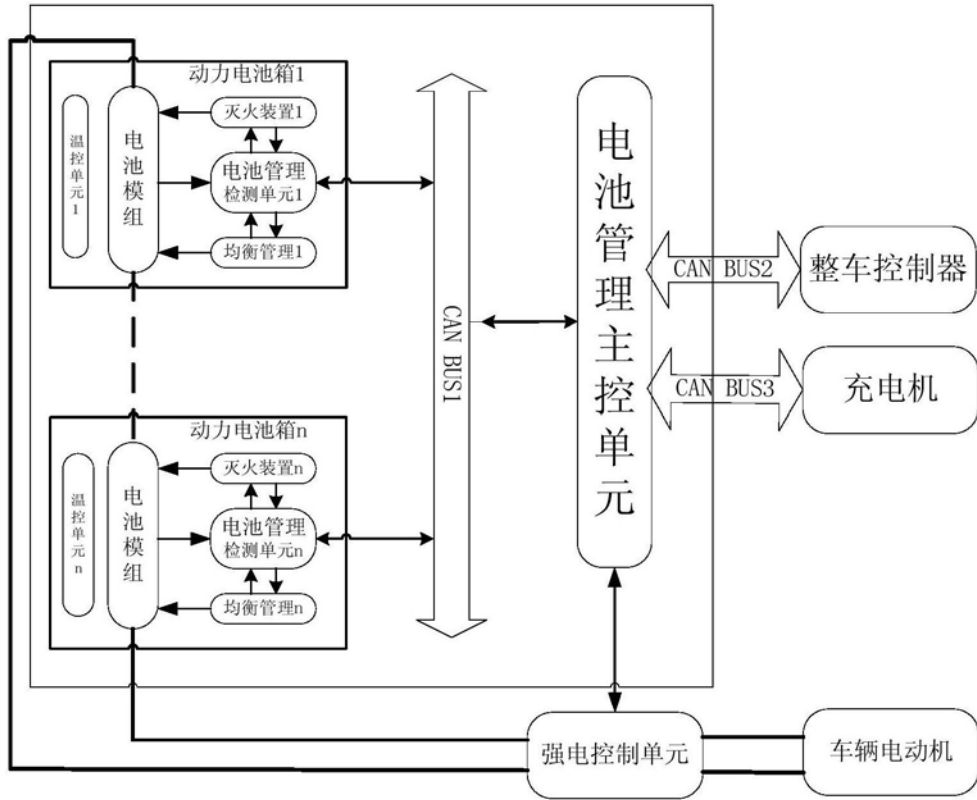 动力电池箱1
温控单元1
电池模组
灭火装置1
电池管理
检测单元1
均衡管理1
动力电池箱n
温控单元n
电池模组
灭火装置n
电池管理
检测单元n
均衡管理n
CAN BUS1
电池管理主控单元
CAN BUS2
整车控制器
CAN BUS3
充电机
强电控制单元
车辆电动机